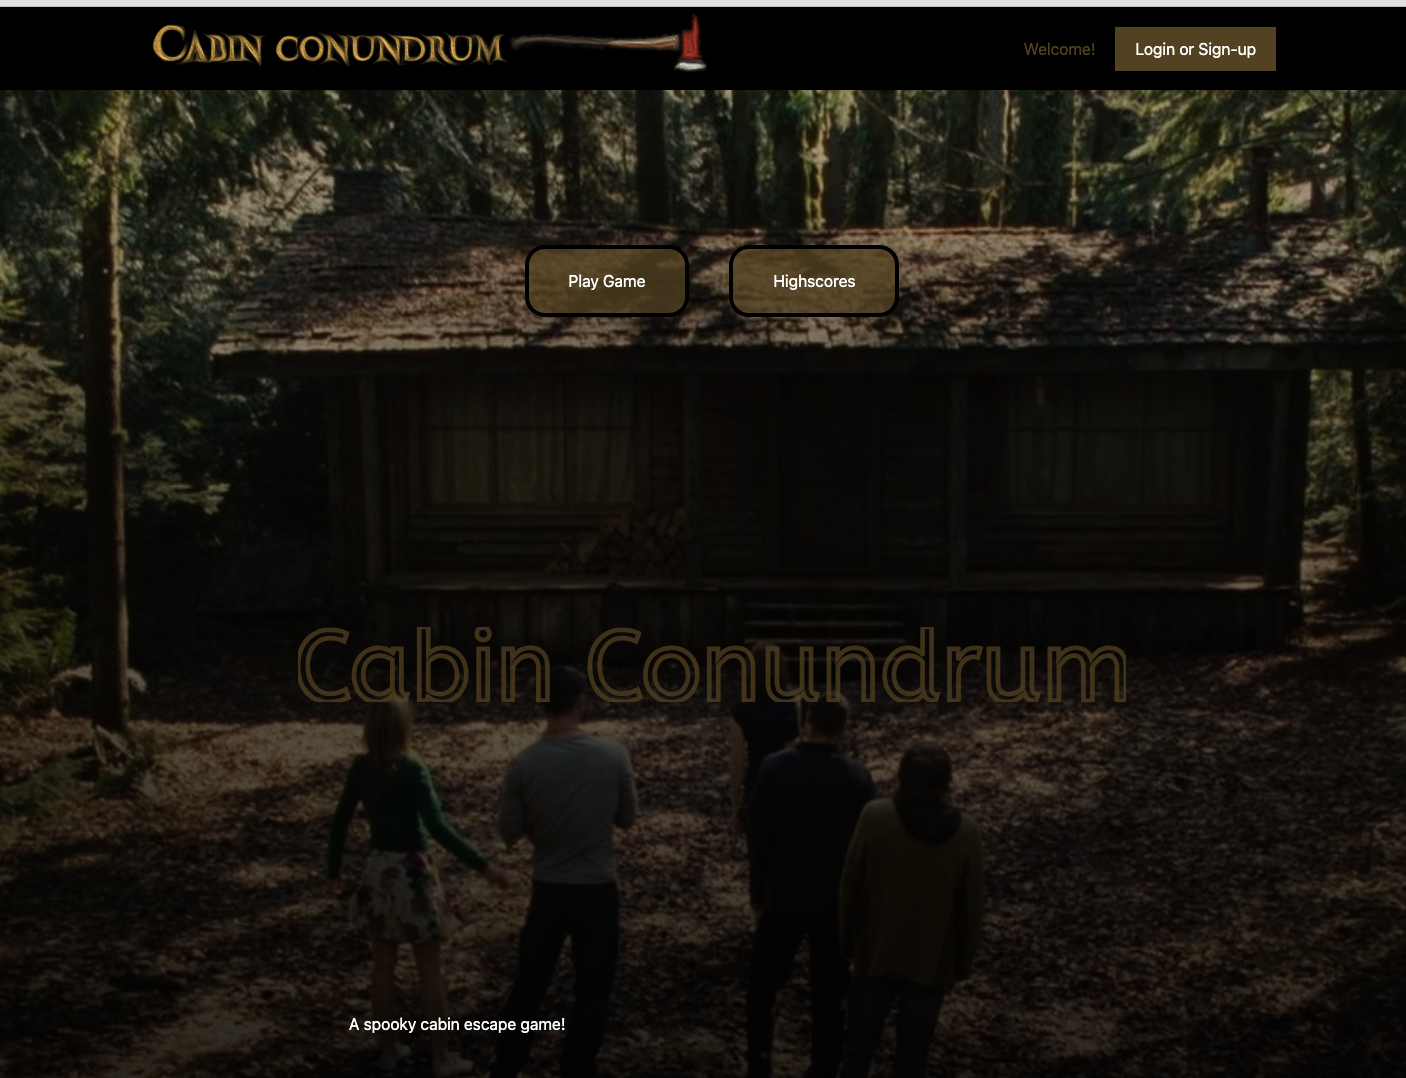 Cabin conundrum
Welcome!
Login or Sign-up
Play Game
Highscores
Cabin Conundrum
A spooky cabin escape game!